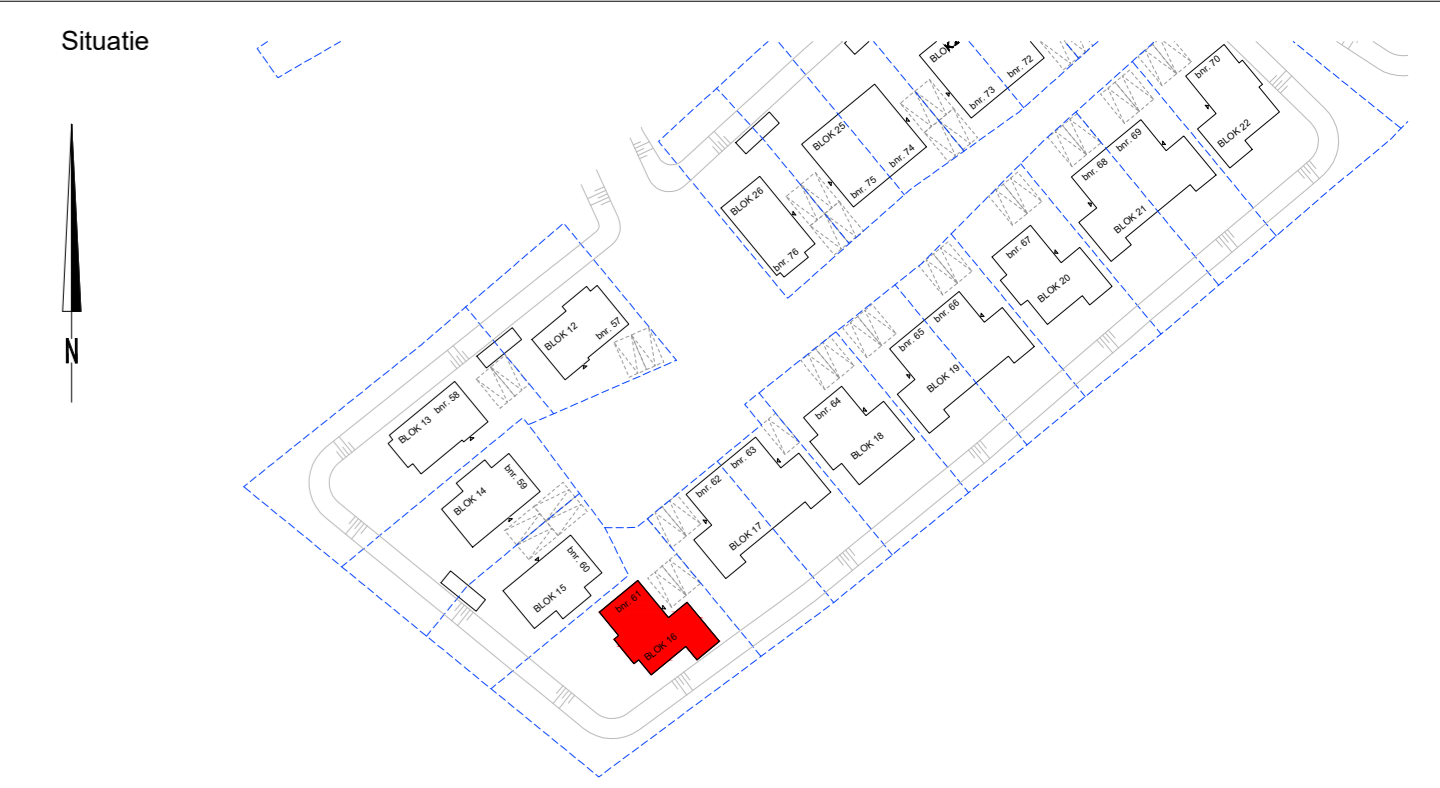 Situatie
N
bnr. 72
bnr. 73
bnr. 70
BLOK 22
BLOK 25
bnr. 74
bnr. 75
bnr. 69
bnr. 68
BLOK 21
BLOK 26
bnr. 76
bnr. 67
BLOK 20
bnr. 66
bnr. 65
BLOK 19
BLOK 12
bnr. 57
bnr. 58
BLOK 13
bnr. 64
BLOK 18
bnr. 59
BLOK 14
bnr. 63
bnr. 62
BLOK 17
bnr. 60
BLOK 15
bnr. 61
BLOK 16